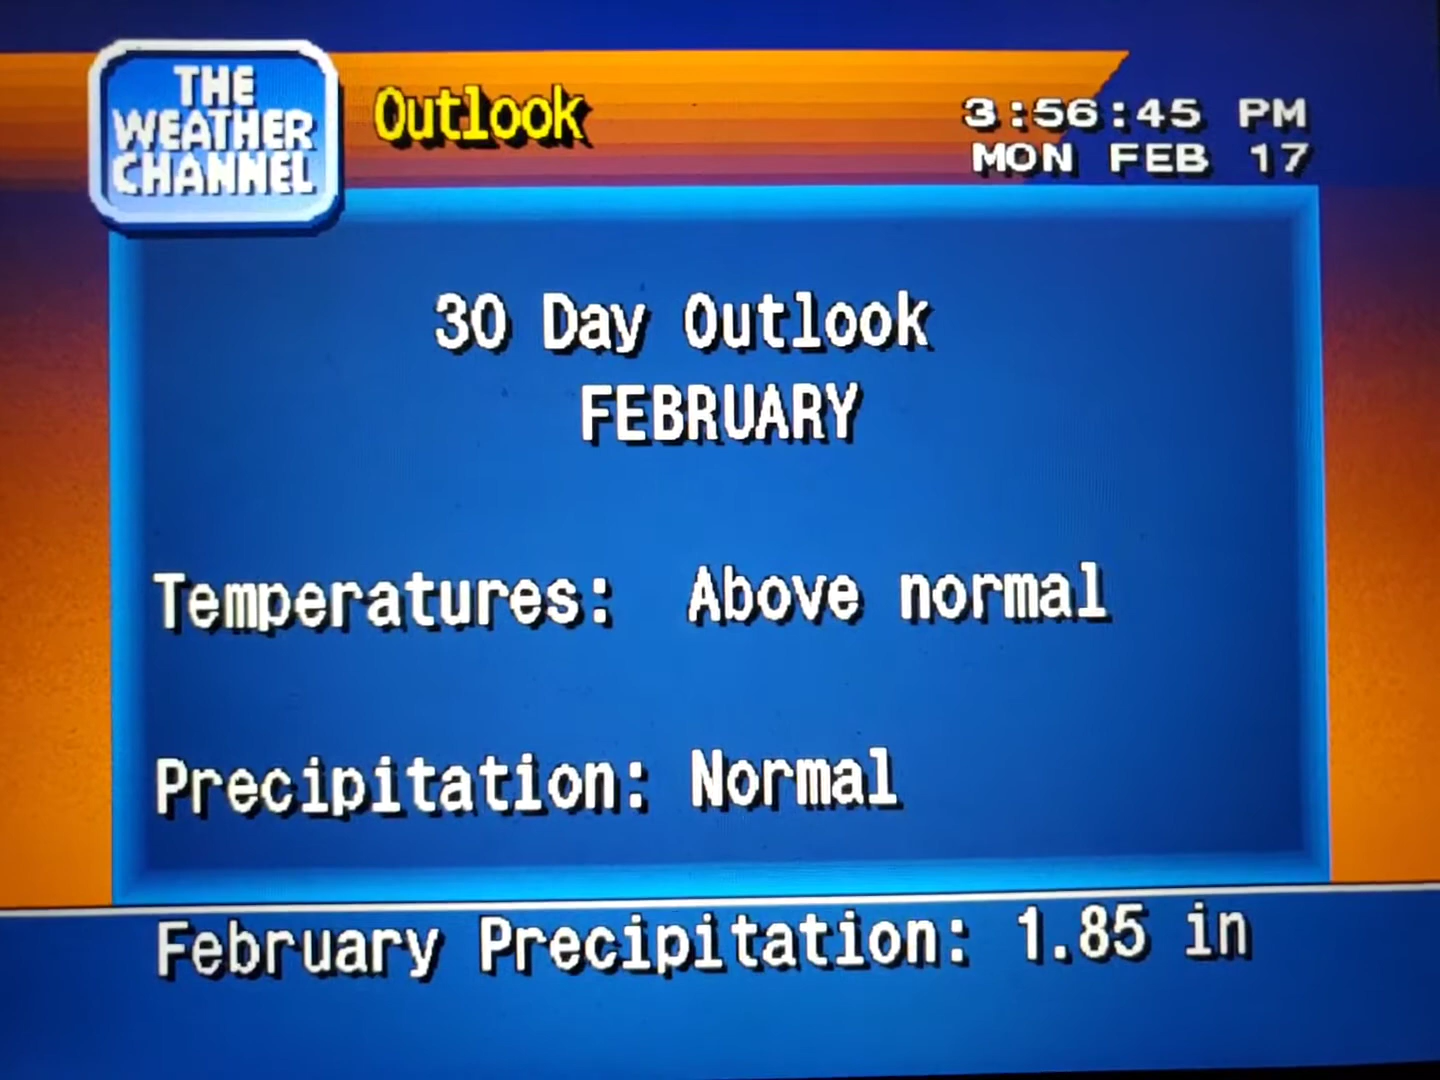 THE
WEATHER
CHANNEL
Outlook
3:56:45 PM
MON FEB 17
30 Day Outlook
FEBRUARY
Temperatures: Above normal
Precipitation: Normal
February Precipitation: 1.85 in